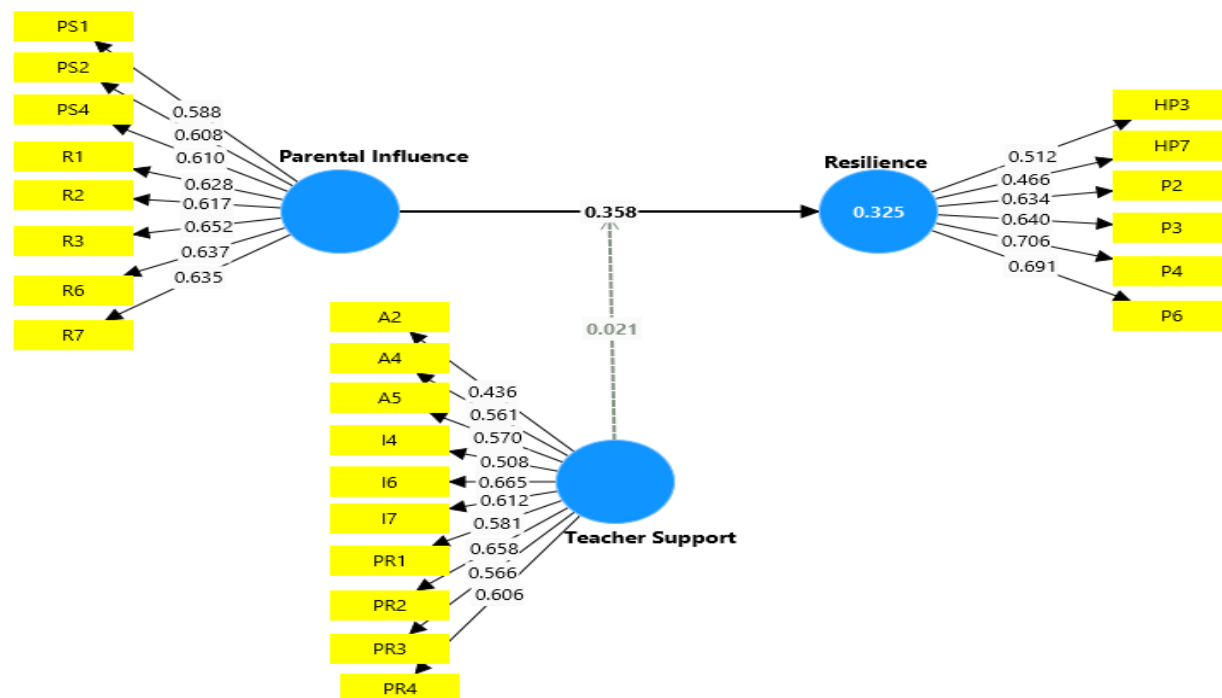 PS1
PS2
PS4
R1
R2
R3
R6
R7
0.588
0.608
0.610
0.628
0.617
0.652
0.637
0.635
Parental Influence
0.358
Resilience
0.325
0.512
0.466
0.634
0.640
0.706
0.691
HP3
HP7
P2
P3
P4
P6
0.021
A2
A4
A5
I4
I6
I7
PR1
PR2
PR3
PR4
0.436
0.561
0.570
0.508
0.665
0.612
0.581
0.658
0.566
0.606
Teacher Support